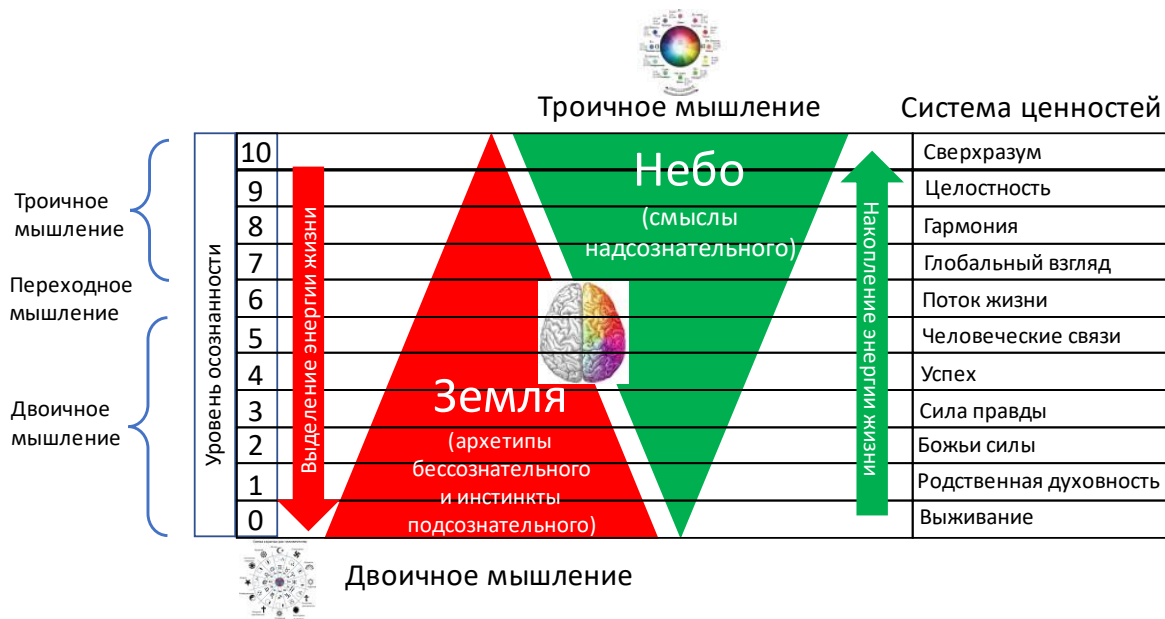 Троичное мышление
Система ценностей
Троичное
мышление
Переходное
мышление
Двоичное
мышление
Уровень осознанности
10
9
8
7
6
5
4
3
2
1
0
Выделение энергии жизни
Небо
(смыслы
надсознательного)
Земля
(архетипы
бессознательного
и инстинкты
подсознательного)
Накопление энергии жизни
Сверхразум
Целостность
Гармония
Глобальный взгляд
Поток жизни
Человеческие связи
Успех
Сила правды
Божьи силы
Родственная духовность
Выживание
Двоичное мышление